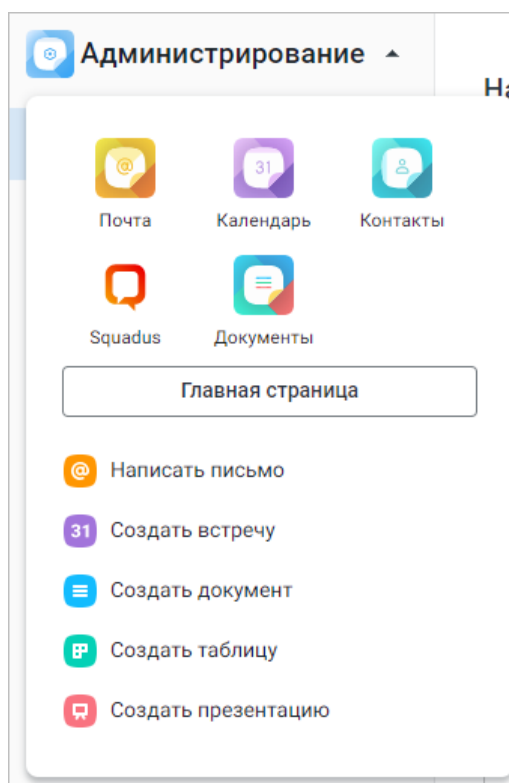 Администрирование
На
@
31
Почта
Календарь
Контакты
Squadus
Документы
Главная страница
@ Написать письмо
31 Создать встречу
Создать документ
Создать таблицу
Создать презентацию